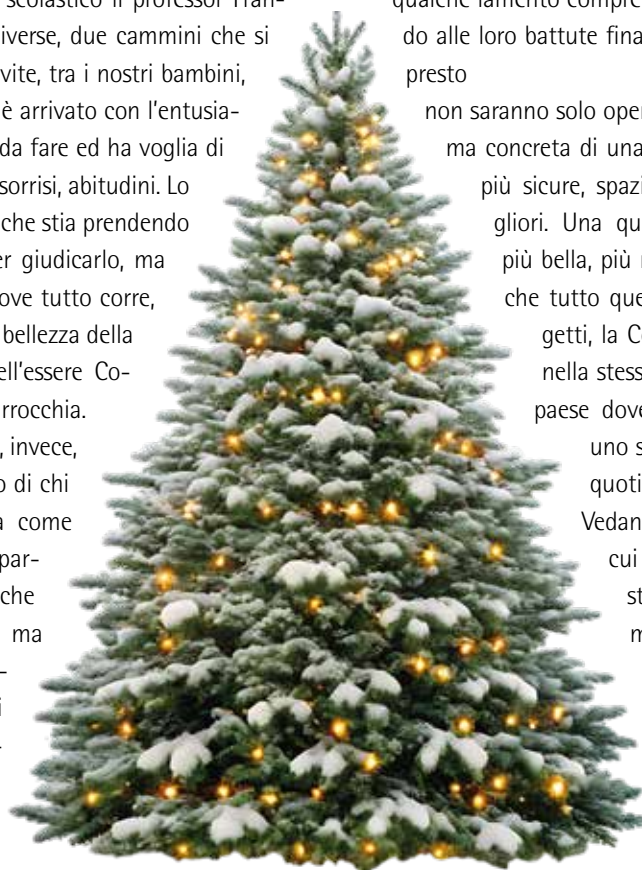 scolastico il professor Fran-
iverse, due cammini che si
vite, tra i nostri bambini,
è arrivato con l'entusia-
da fare ed ha voglia di
sorrisi, abitudini. Lo
che stia prendendo
er giudicarlo, ma
ove tutto corre,
bellezza della
ell'essere Co-
rrocchia.
, invece,
o di chi
a come
par-
che
ma
-
i
-
qualche lamento compre
do alle loro battute fina
presto
non saranno solo oper
ma concreta di una
più sicure, spazi
gliori. Una qu
più bella, più
che tutto que
getti, la C
nella stess
paese dove
uno s
quoti
Vedan
cui
st
m